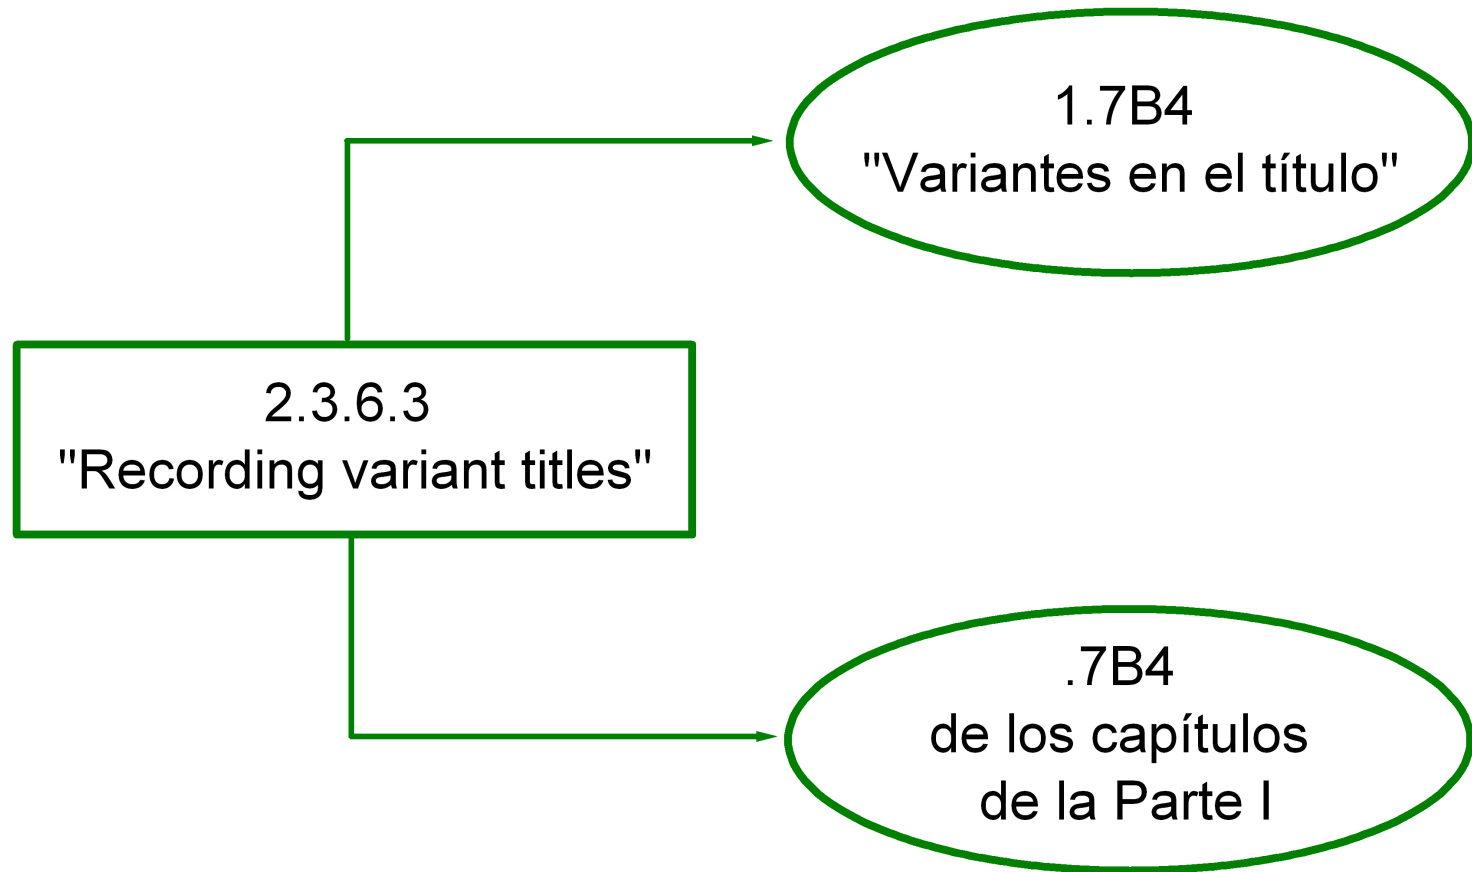 1.7B4
"Variantes en el título"
2.3.6.3
"Recording variant titles"
.7B4
de los capítulos
de la Parte I